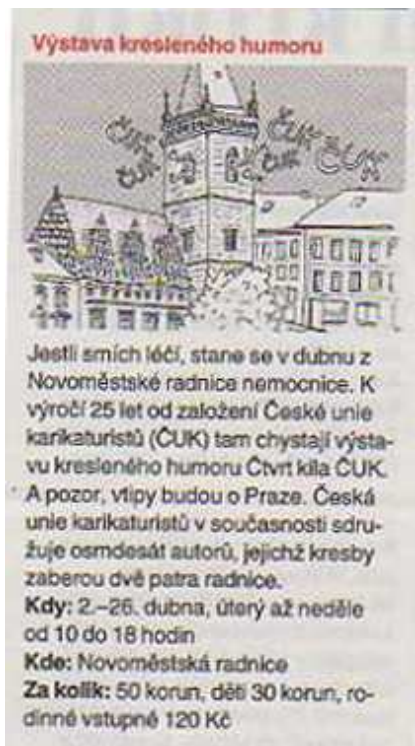 Výstava kresleného humoru
ČUK ČUK ČUK ČUK ČUK
Jestli smích léčí, stane se v dubnu z
Novoměstské radnice nemocnice. K
výročí 25 let od založení České unie
karikaturistů (ČUK) tam chystají výsta-
vu kresleného humoru Čtvrt kila ČUK.
A pozor, vtipy budou o Praze. Česká
unie karikaturistů v současnosti sdru-
žuje osmdesát autorů, jejichž kresby
zaberou dvě patra radnice.
Kdy: 2.–26. dubna, úterý až neděle
od 10 do 18 hodin
Kde: Novoměstská radnice
Za kolik: 50 korun, děti 30 korun, ro-
dinné vstupné 120 Kč